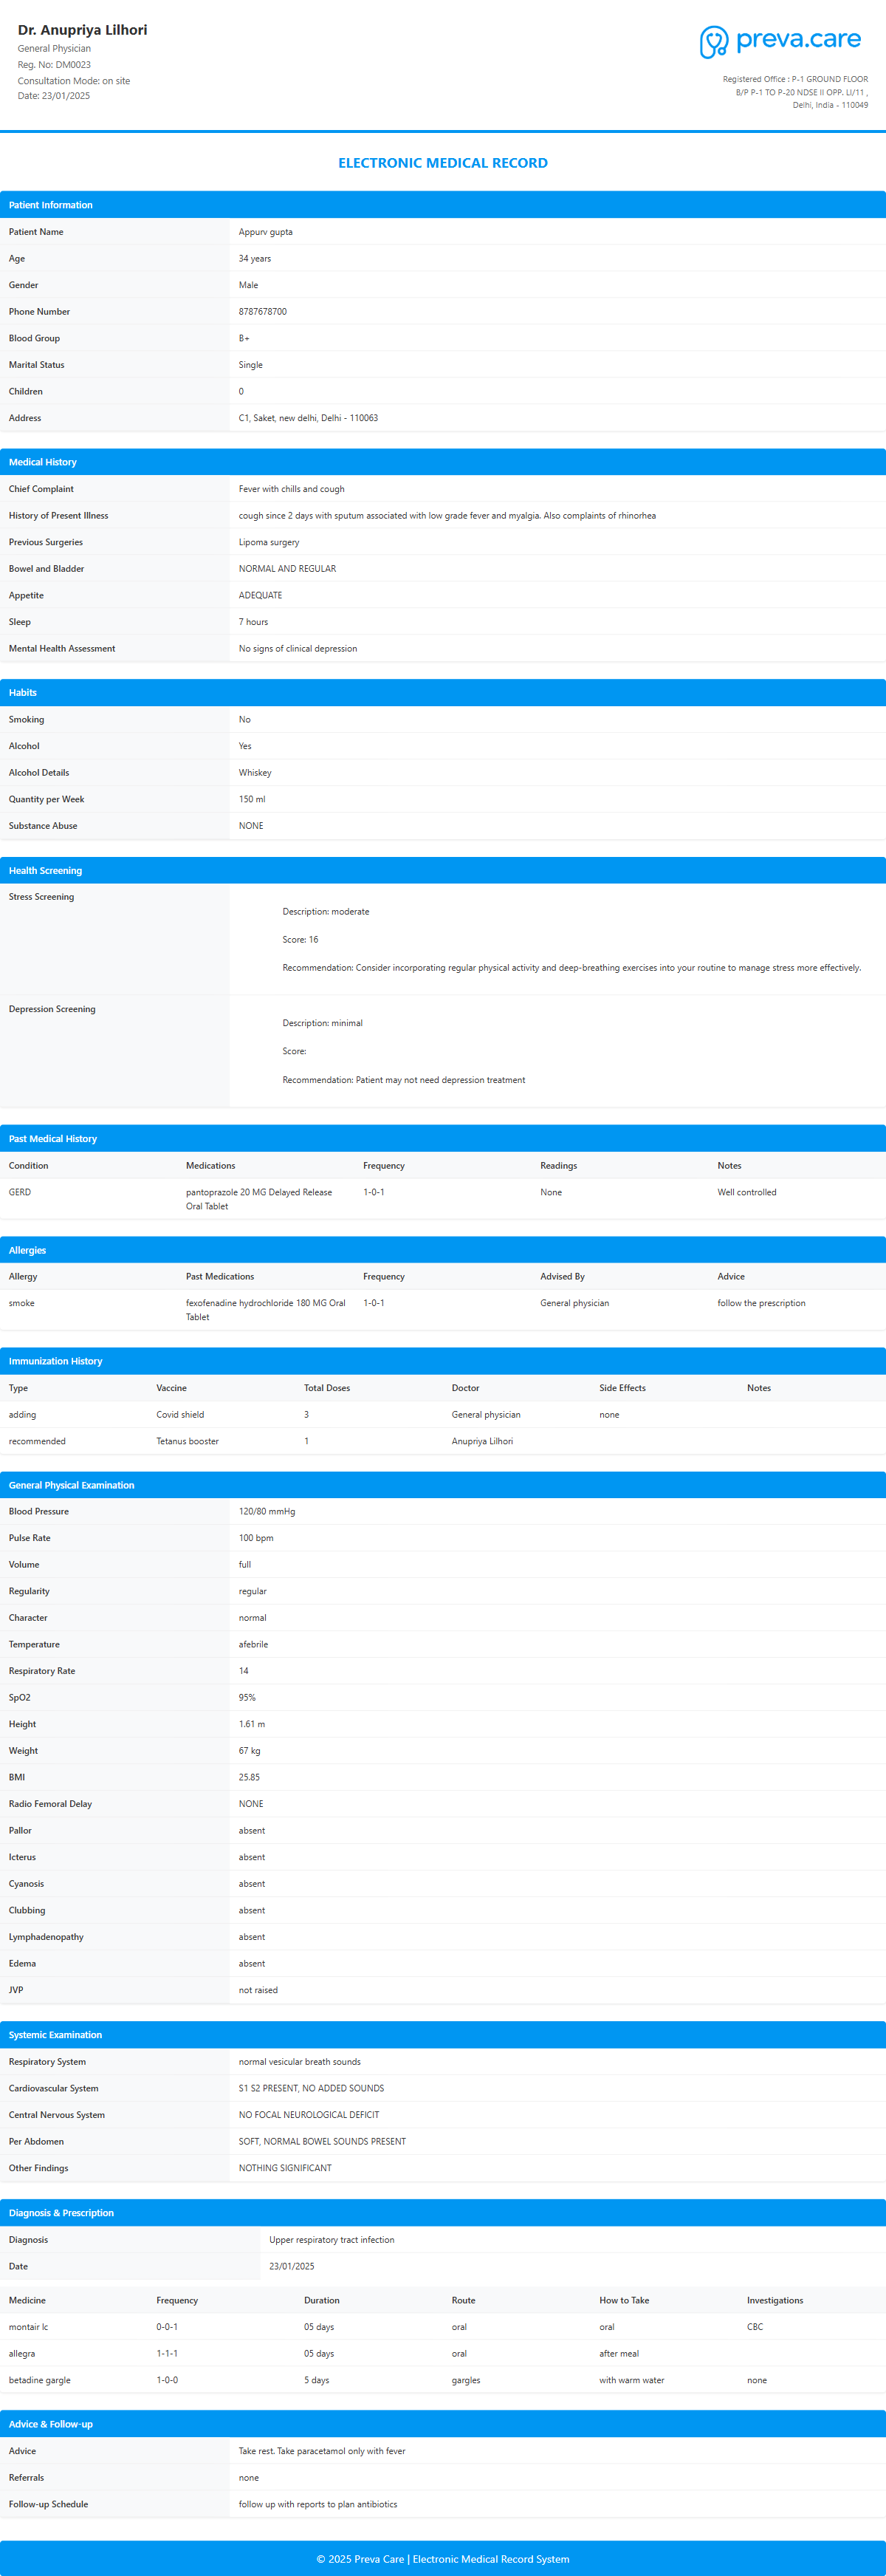 Dr. Anupriya Lilhori
General Physician
Reg. No: DM0023
Consultation Mode: on site
Date: 23/01/2025
preva.care
Registered Office : P-1 GROUND FLOOR
B/P P-1 TO P-20 NDSE II OPP. LI/11 ,
Delhi, India - 110049
ELECTRONIC MEDICAL RECORD
Patient Information
Patient Name Appurv gupta
Age 34 years
Gender Male
Phone Number 8787678700
Blood Group B+
Marital Status Single
Children 0
Address C1, Saket, new delhi, Delhi - 110063
Medical History
Chief Complaint Fever with chills and cough
History of Present Illness cough since 2 days with sputum associated with low grade fever and myalgia. Also complaints of rhinorhea
Previous Surgeries Lipoma surgery
Bowel and Bladder NORMAL AND REGULAR
Appetite ADEQUATE
Sleep 7 hours
Mental Health Assessment No signs of clinical depression
Habits
Smoking No
Alcohol Yes
Alcohol Details Whiskey
Quantity per Week 150 ml
Substance Abuse NONE
Health Screening
Stress Screening
Description: moderate
Score: 16
Recommendation: Consider incorporating regular physical activity and deep-breathing exercises into your routine to manage stress more effectively.
Depression Screening
Description: minimal
Score:
Recommendation: Patient may not need depression treatment
Past Medical History
Condition Medications Frequency Readings Notes
GERD pantoprazole 20 MG Delayed Release 1-0-1 None Well controlled
Oral Tablet
Allergies
Allergy Past Medications Frequency Advised By Advice
smoke fexofenadine hydrochloride 180 MG Oral 1-0-1 General physician follow the prescription
Tablet
Immunization History
Type Vaccine Total Doses Doctor Side Effects Notes
adding Covid shield 3 General physician none
recommended Tetanus booster 1 Anupriya Lilhori
General Physical Examination
Blood Pressure 120/80 mmHg
Pulse Rate 100 bpm
Volume full
Regularity regular
Character normal
Temperature afebrile
Respiratory Rate 14
SpO2 95%
Height 1.61 m
Weight 67 kg
BMI 25.85
Radio Femoral Delay NONE
Pallor absent
Icterus absent
Cyanosis absent
Clubbing absent
Lymphadenopathy absent
Edema absent
JVP not raised
Systemic Examination
Respiratory System normal vesicular breath sounds
Cardiovascular System S1 S2 PRESENT, NO ADDED SOUNDS
Central Nervous System NO FOCAL NEUROLOGICAL DEFICIT
Per Abdomen SOFT, NORMAL BOWEL SOUNDS PRESENT
Other Findings NOTHING SIGNIFICANT
Diagnosis & Prescription
Diagnosis Upper respiratory tract infection
Date 23/01/2025
Medicine Frequency Duration Route How to Take Investigations
montair lc 0-0-1 05 days oral oral CBC
allegra 1-1-1 05 days oral after meal
betadine gargle 1-0-0 5 days gargles with warm water none
Advice & Follow-up
Advice Take rest. Take paracetamol only with fever
Referrals none
Follow-up Schedule follow up with reports to plan antibiotics
© 2025 Preva Care | Electronic Medical Record System